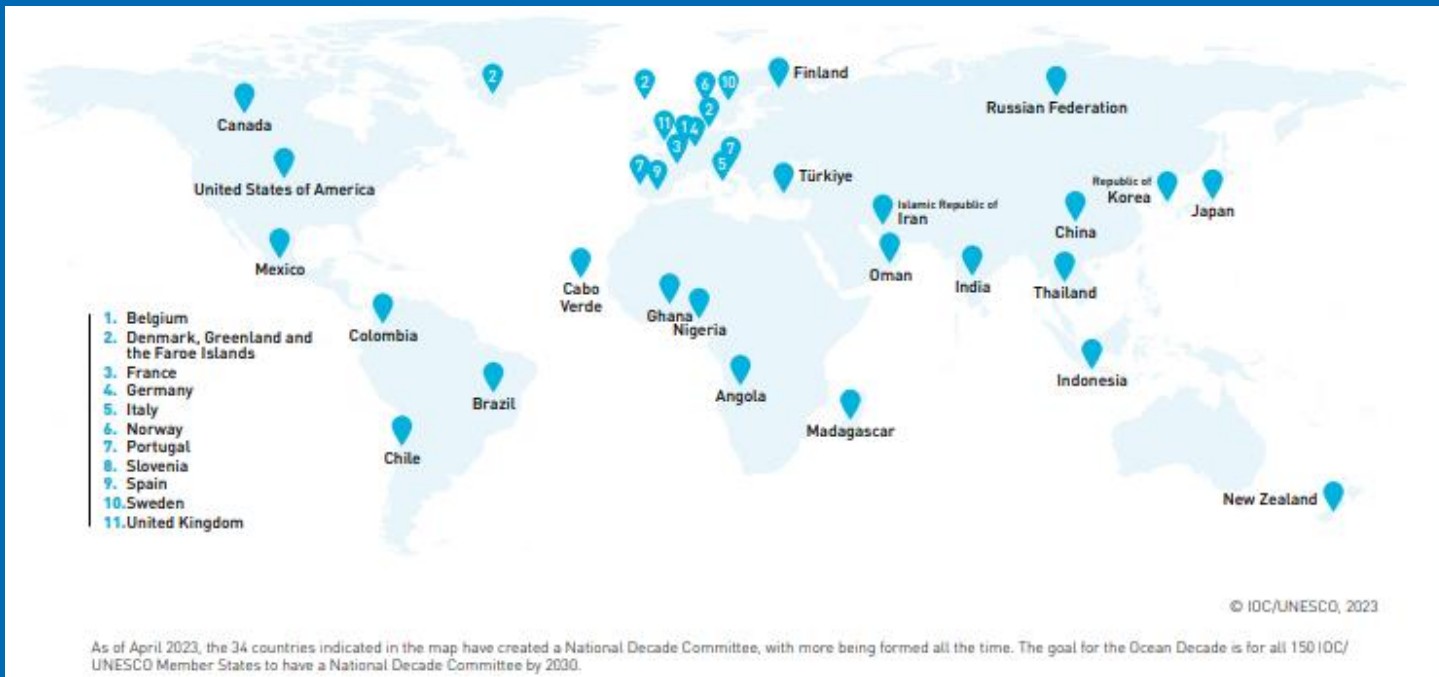 2
2
6
10
Finland
Russian Federation
Canada
2
11
1
4
3
7
5
7
9
United States of America
Türkiye
Republic of
Korea
Japan
Islamic Republic of
Iran
China
Mexico
Oman
India
Thailand
Cabo
Verde
Ghana
Nigeria
Colombia
Indonesia
Brazil
Angola
Madagascar
Chile
New Zealand
1. Belgium
2. Denmark, Greenland and
the Faroe Islands
3. France
4. Germany
5. Italy
6. Norway
7. Portugal
8. Slovenia
9. Spain
10.Sweden
11.United Kingdom
© IOC/UNESCO, 2023
As of April 2023, the 34 countries indicated in the map have created a National Decade Committee, with more being formed all the time. The goal for the Ocean Decade is for all 150 IOC/
UNESCO Member States to have a National Decade Committee by 2030.